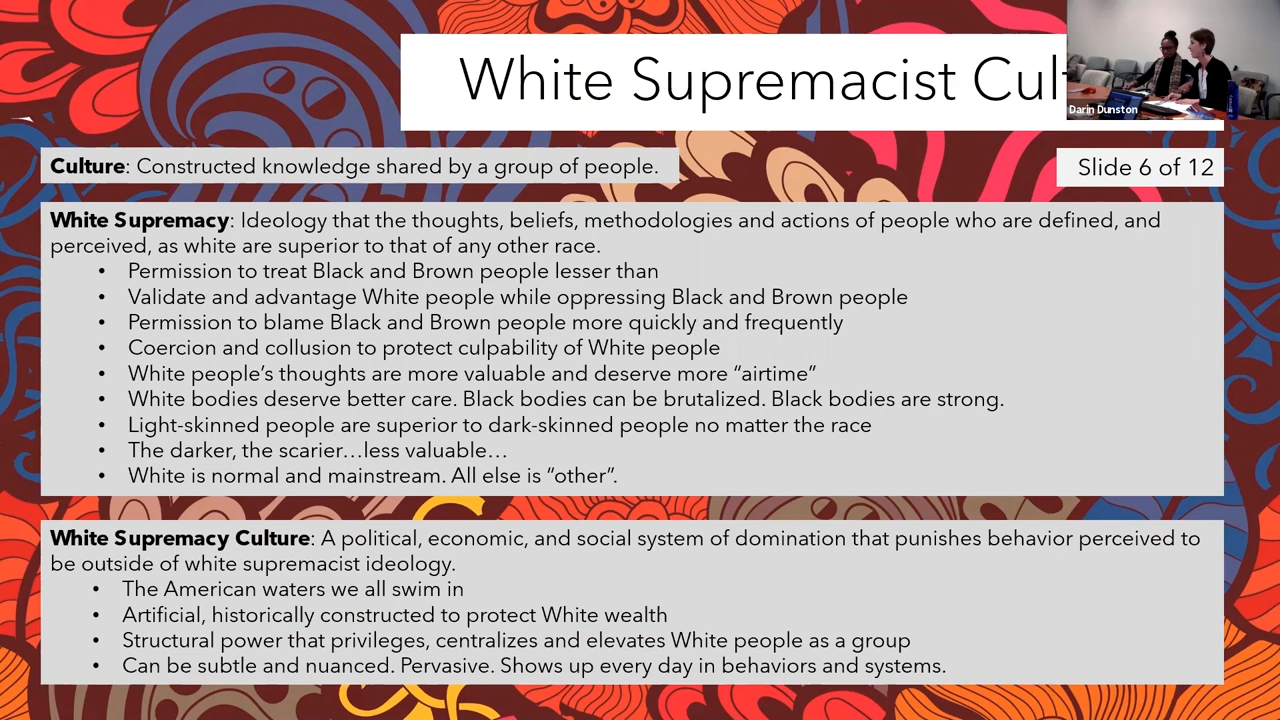 White Supremacist Cul
Darin Dunston
Culture: Constructed knowledge shared by a group of people.
Slide 6 of 12
White Supremacy: Ideology that the thoughts, beliefs, methodologies and actions of people who are defined, and
perceived, as white are superior to that of any other race.
• Permission to treat Black and Brown people lesser than
• Validate and advantage White people while oppressing Black and Brown people
• Permission to blame Black and Brown people more quickly and frequently
• Coercion and collusion to protect culpability of White people
• White people’s thoughts are more valuable and deserve more “airtime”
• White bodies deserve better care. Black bodies can be brutalized. Black bodies are strong.
• Light-skinned people are superior to dark-skinned people no matter the race
• The darker, the scarier…less valuable…
• White is normal and mainstream. All else is “other”.
White Supremacy Culture: A political, economic, and social system of domination that punishes behavior perceived to
be outside of white supremacist ideology.
• The American waters we all swim in
• Artificial, historically constructed to protect White wealth
• Structural power that privileges, centralizes and elevates White people as a group
• Can be subtle and nuanced. Pervasive. Shows up every day in behaviors and systems.